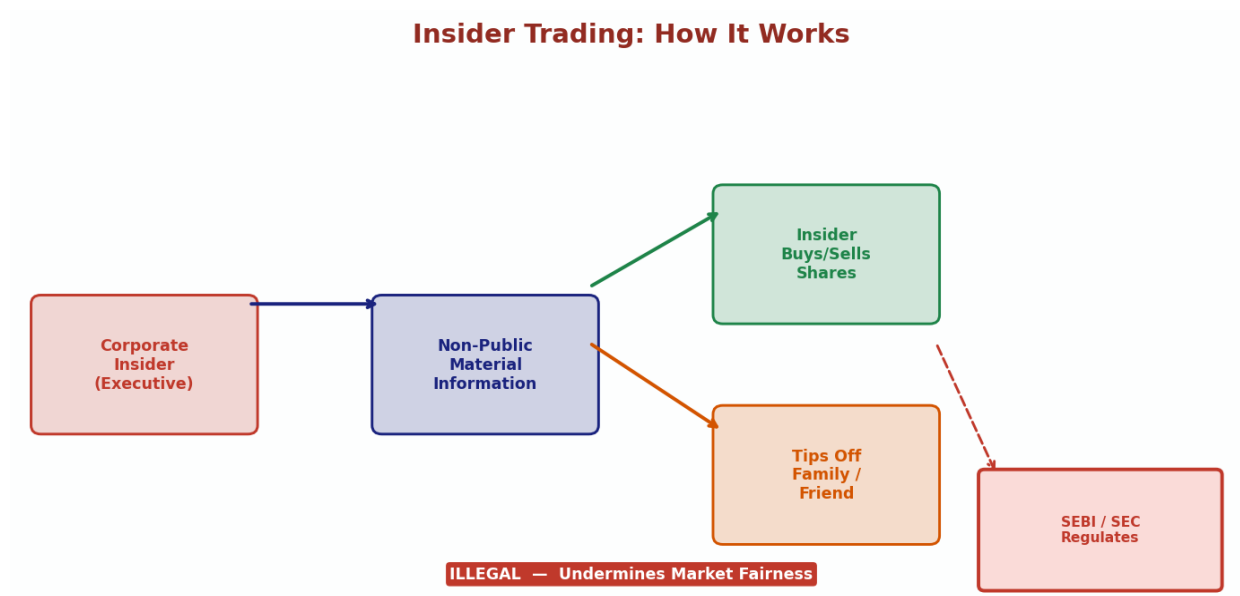 Insider Trading: How It Works
Corporate
Insider
(Executive)
Non-Public
Material
Information
Insider
Buys/Sells
Shares
Tips Off
Family /
Friend
SEBI / SEC
Regulates
ILLEGAL — Undermines Market Fairness